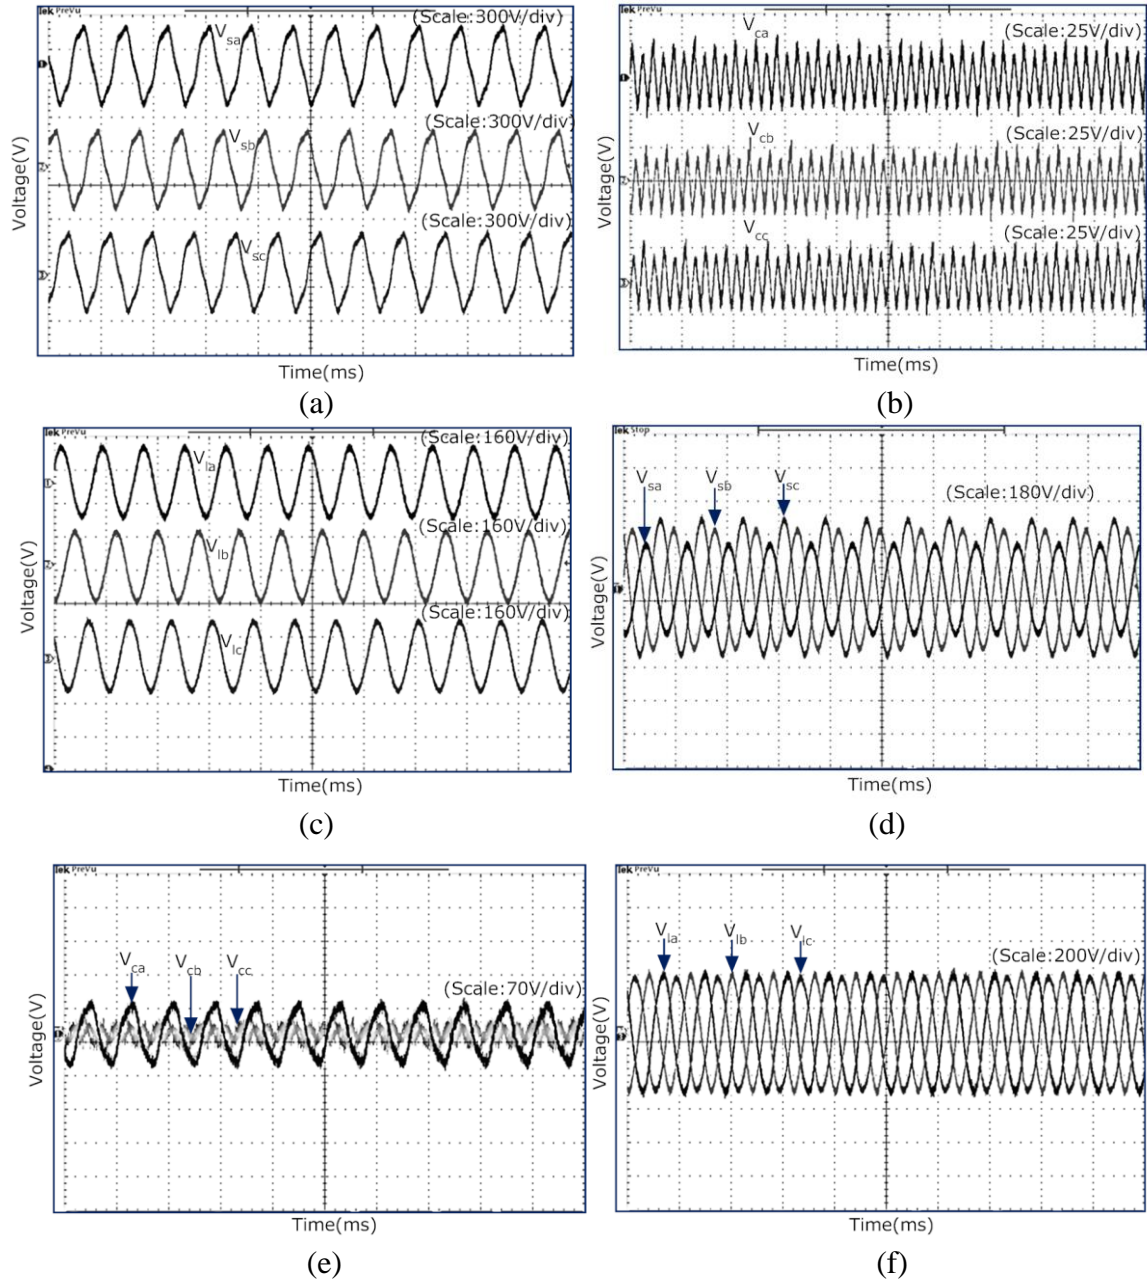 Tek PreVu
(Scale:300V/div)
Vsa
(Scale:300V/div)
Vsb
(Scale:300V/div)
Vsc
Voltage(V)
Time(ms)
(a)
Vca
(Scale:25V/div)
Vcb
(Scale:25V/div)
Vcc
(Scale:25V/div)
Voltage(V)
Time(ms)
(b)
Tek PreVu
(Scale:160V/div)
Vla
(Scale:160V/div)
Vlb
(Scale:160V/div)
Vlc
Voltage(V)
Time(ms)
(c)
Tek Stop
Vsa Vsb Vsc
(Scale:180V/div)
Voltage(V)
Time(ms)
(d)
Tek PreVu
Vca Vcb Vcc
(Scale:70V/div)
Voltage(V)
Time(ms)
(e)
Tek PreVu
Vla Vlb Vlc
(Scale:200V/div)
Voltage(V)
Time(ms)
(f)